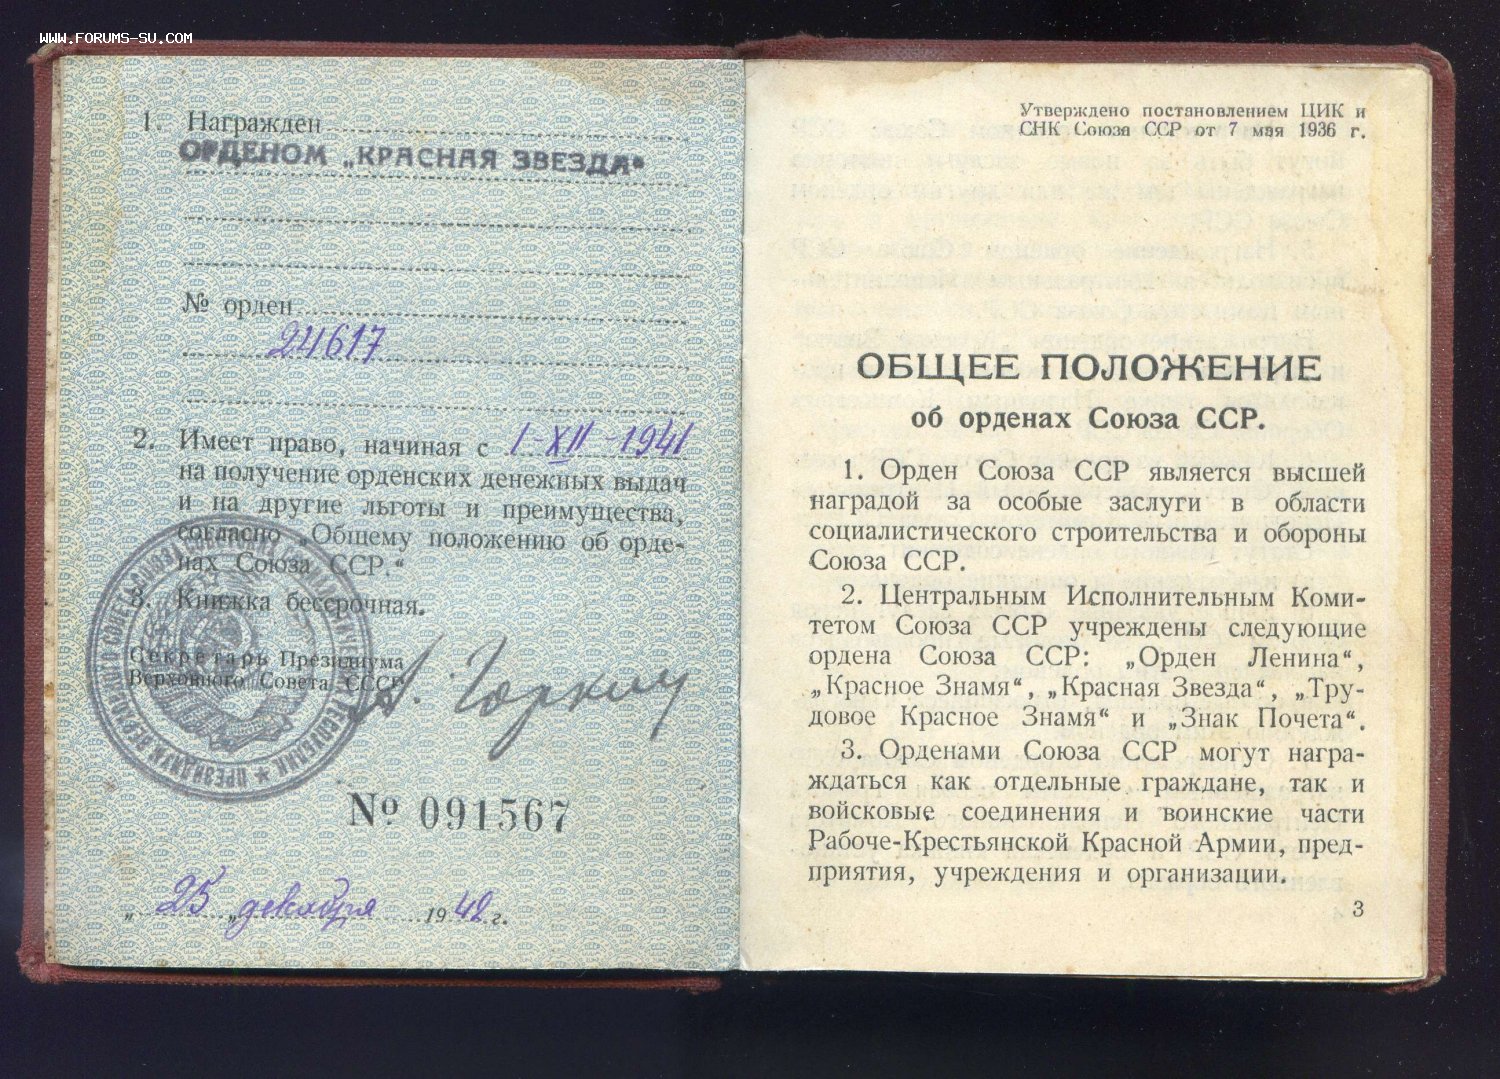 WWW.FORUMS-SU.COM
1. Награжден
ОРДЕНОМ „КРАСНАЯ ЗВЕЗДА“
№ орден
24617
2. Имеет право, начиная с 1-XII-1941
на получение орденских денежных выдач
и на другие льготы и преимущества,
согласно „Общему положению об орде-
нах Союза ССР.“
3. Книжка бессрочная.
Секретарь Президиума
Верховного Совета СССР
А. Горкин
№ 091567
„ 25 „ декабря 1942 г.
Утверждено постановлением ЦИК и
СНК Союза ССР от 7 мая 1936 г.
ОБЩЕЕ ПОЛОЖЕНИЕ
об орденах Союза ССР.
1. Орден Союза ССР является высшей
наградой за особые заслуги в области
социалистического строительства и обороны
Союза ССР.
2. Центральным Исполнительным Коми-
тетом Союза ССР учреждены следующие
ордена Союза ССР: „Орден Ленина“,
„Красное Знамя“, „Красная Звезда“, „Тру-
довое Красное Знамя“ и „Знак Почета“.
3. Орденами Союза ССР могут награ-
ждаться как отдельные граждане, так и
войсковые соединения и воинские части
Рабоче-Крестьянской Красной Армии, пред-
приятия, учреждения и организации.
3